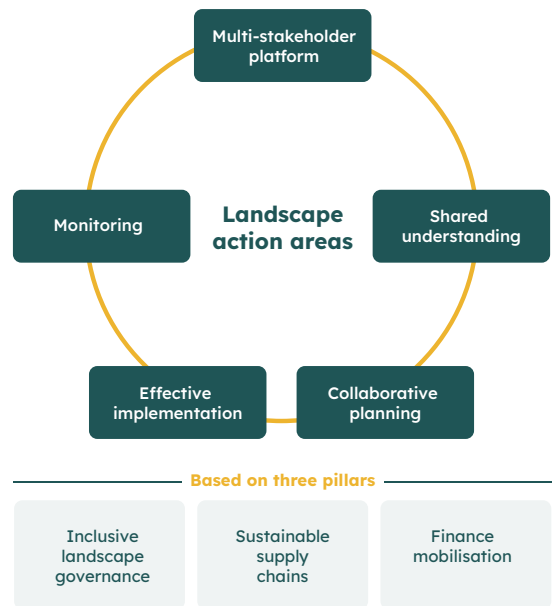 Multi-stakeholder
platform
Monitoring
Landscape
action areas
Shared
understanding
Effective
implementation
Collaborative
planning
Based on three pillars
Inclusive
landscape
governance
Sustainable
supply
chains
Finance
mobilisation